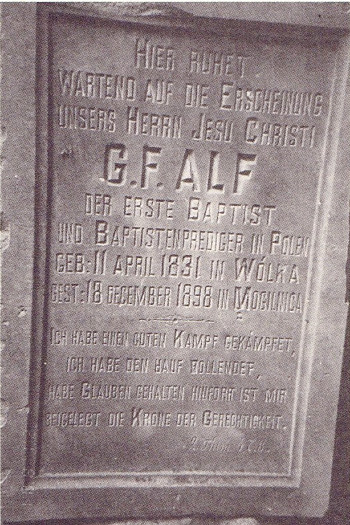 HIER RUHET
WARTEND AUF DIE ERSCHEINUNG
UNSERS HERRN JESU CHRISTI
G.F. ALF
DER ERSTE BAPTIST
UND BAPTISTENPREDIGER IN POLEN
GEB: 11 APRIL 1831 IN WÓLKA
GEST: 18 DECEMBER 1898 IN MOCILNICA
ICH HABE EINEN GUTEN KAMPF GEKÄMPFET,
ICH HABE DEN LAUF VOLLENDET,
HABE GLAUBEN GEHALTEN HINFORT IST MIR
BEIGELEGT DIE KRONE DER GERECHTIGKEIT.